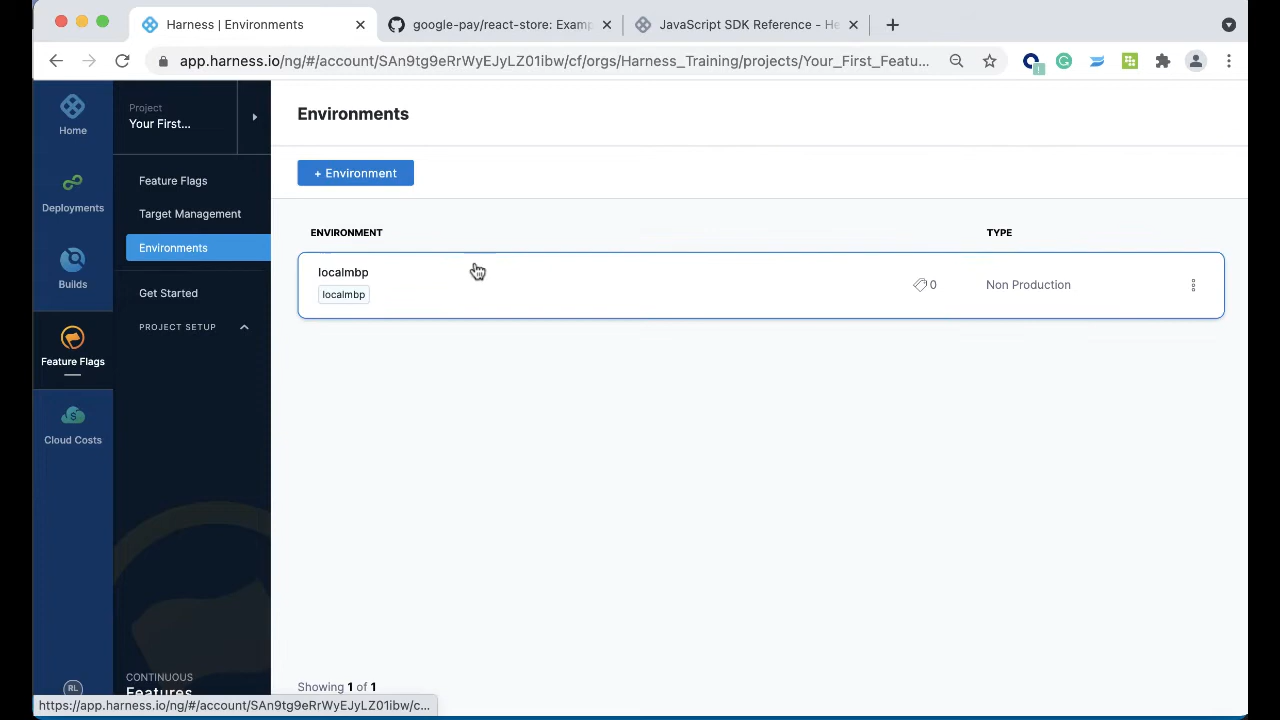 Harness | Environments
google-pay/react-store: Examp
JavaScript SDK Reference - He
app.harness.io/ng/#/account/SAn9tg9eRrWyEJyLZ01ibw/cf/orgs/Harness_Training/projects/Your_First_Featu...
1
Home
Deployments
Builds
Feature Flags
Cloud Costs
S
RL
Project
Your First...
Feature Flags
Target Management
Environments
Get Started
PROJECT SETUP
CONTINUOUS
Features
Environments
+ Environment
ENVIRONMENT
TYPE
localmbp
localmbp
0
Non Production
Showing 1 of 1
https://app.harness.io/ng/#/account/SAn9tg9eRrWyEJyLZ01ibw/c...